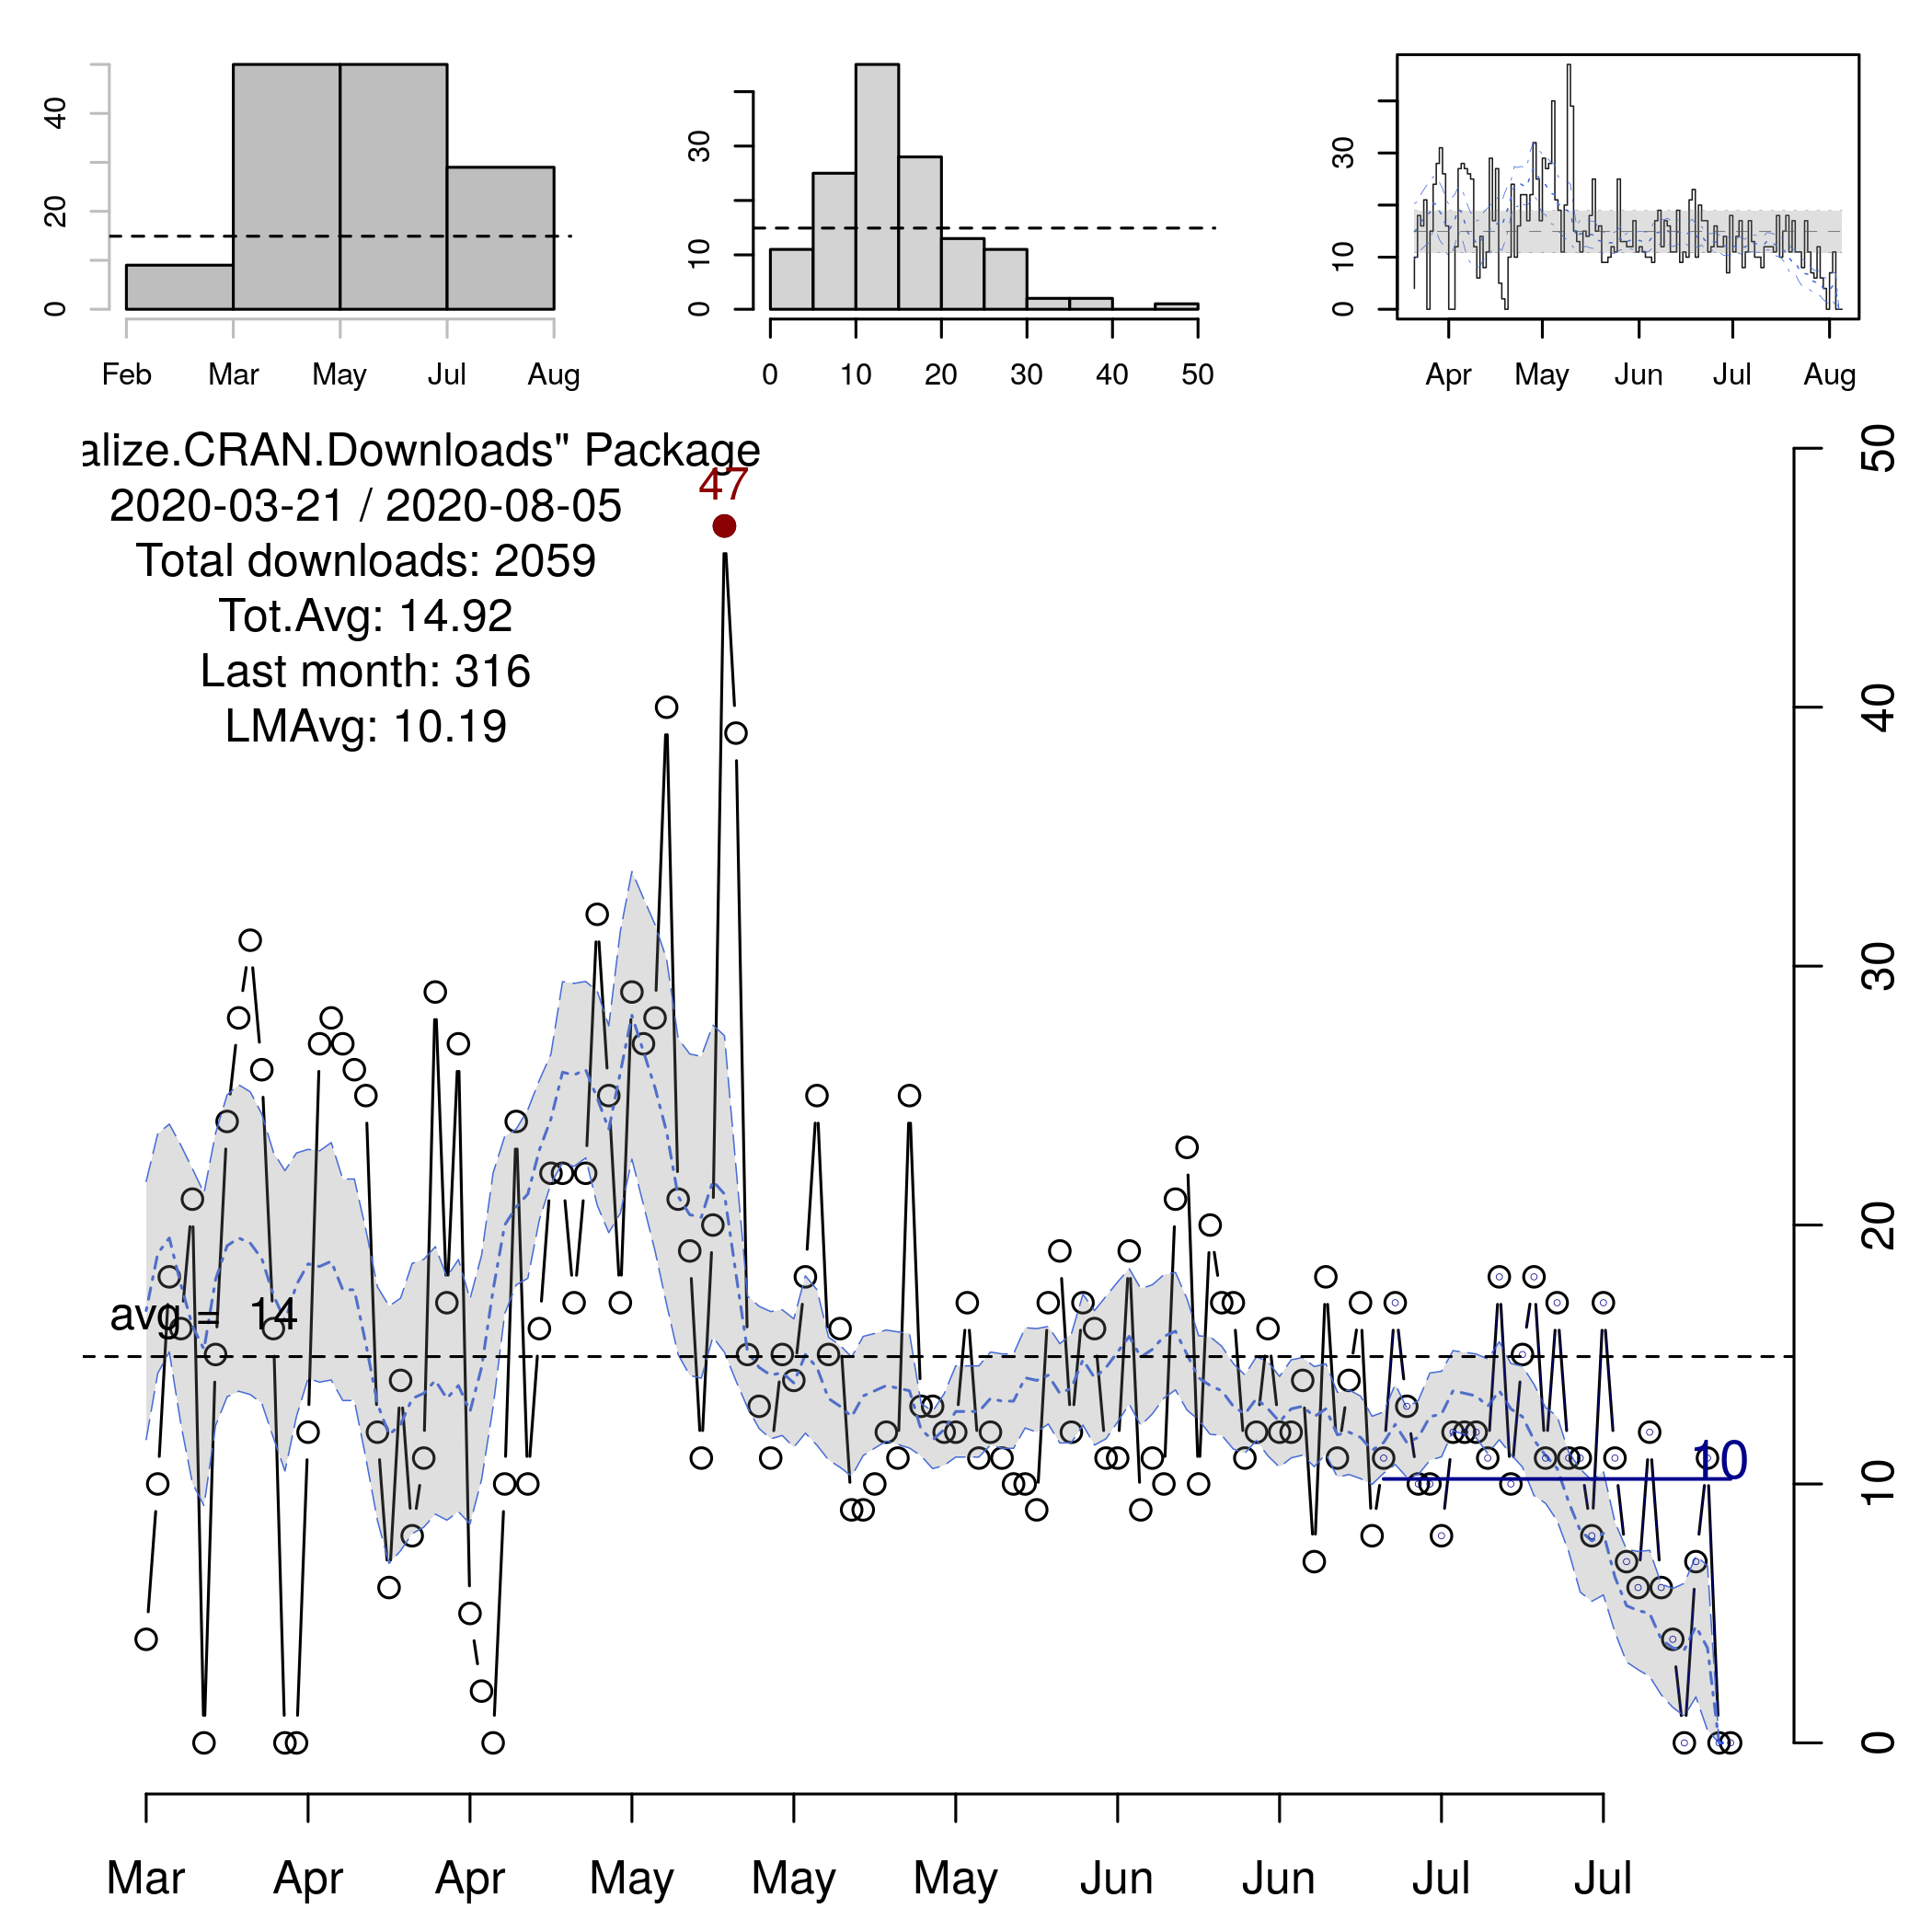 40
20
0
Feb Mar May Jul Aug
30
10
0
0 10 20 30 40 50
30
10
0
Apr May Jun Jul Aug
alize.CRAN.Downloads" Package
2020-03-21 / 2020-08-05
Total downloads: 2059
Tot.Avg: 14.92
Last month: 316
LMAvg: 10.19
47
avg = 14
10
50
40
30
20
10
0
Mar Apr Apr May May May Jun Jun Jul Jul